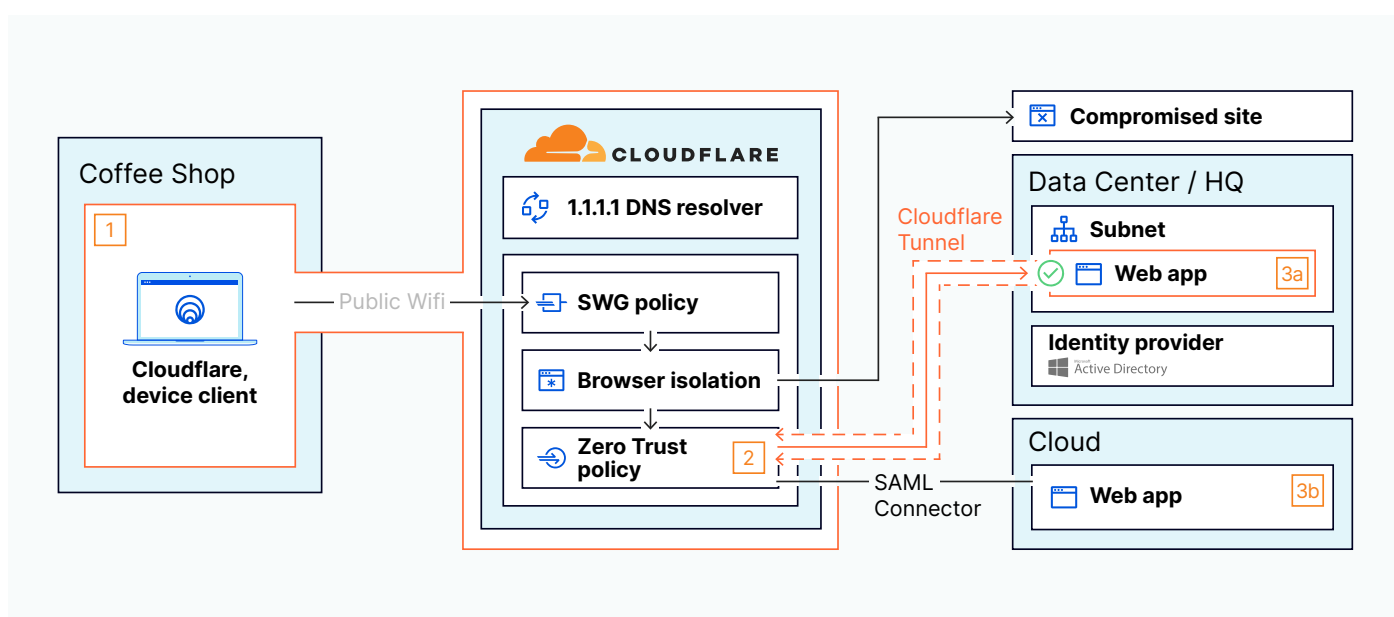 Coffee Shop
1
Cloudflare,
device client
Public Wifi
CLOUDFLARE
1.1.1.1 DNS resolver
SWG policy
Browser isolation
Zero Trust
policy
2
Cloudflare
Tunnel
SAML
Connector
Compromised site
Data Center / HQ
Subnet
Web app
3a
Identity provider
Microsoft
Active Directory
Cloud
Web app
3b